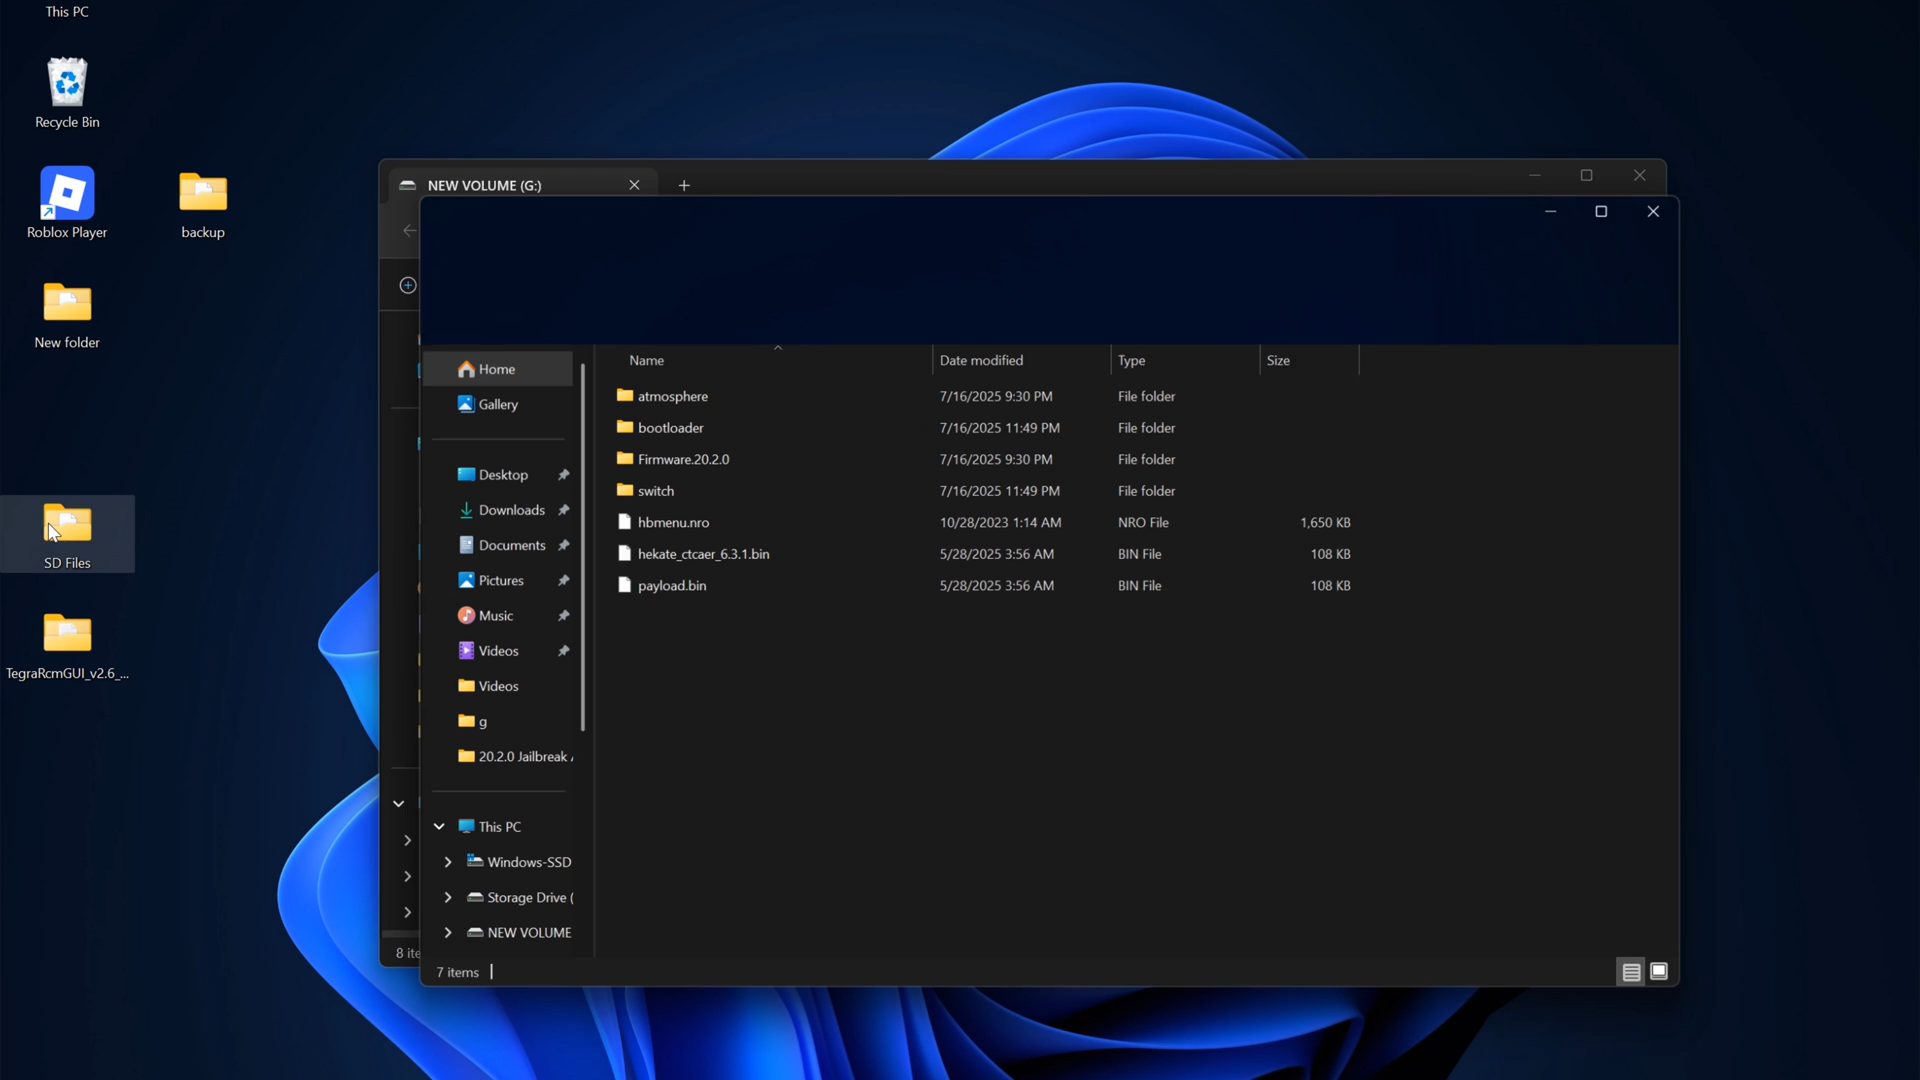 This PC
Recycle Bin
Roblox Player
backup
New folder
SD Files
TegraRcmGUI_v2.6_...
NEW VOLUME (G:)
Home
Gallery
Desktop
Downloads
Documents
Pictures
Music
Videos
Videos
g
20.2.0 Jailbreak
This PC
Windows-SSD
Storage Drive (
NEW VOLUME
Name Date modified Type Size
atmosphere 7/16/2025 9:30 PM File folder
bootloader 7/16/2025 11:49 PM File folder
Firmware.20.2.0 7/16/2025 9:30 PM File folder
switch 7/16/2025 11:49 PM File folder
hbmenu.nro 10/28/2023 1:14 AM NRO File 1,650 KB
hekate_ctcaer_6.3.1.bin 5/28/2025 3:56 AM BIN File 108 KB
payload.bin 5/28/2025 3:56 AM BIN File 108 KB
8 ite
7 items